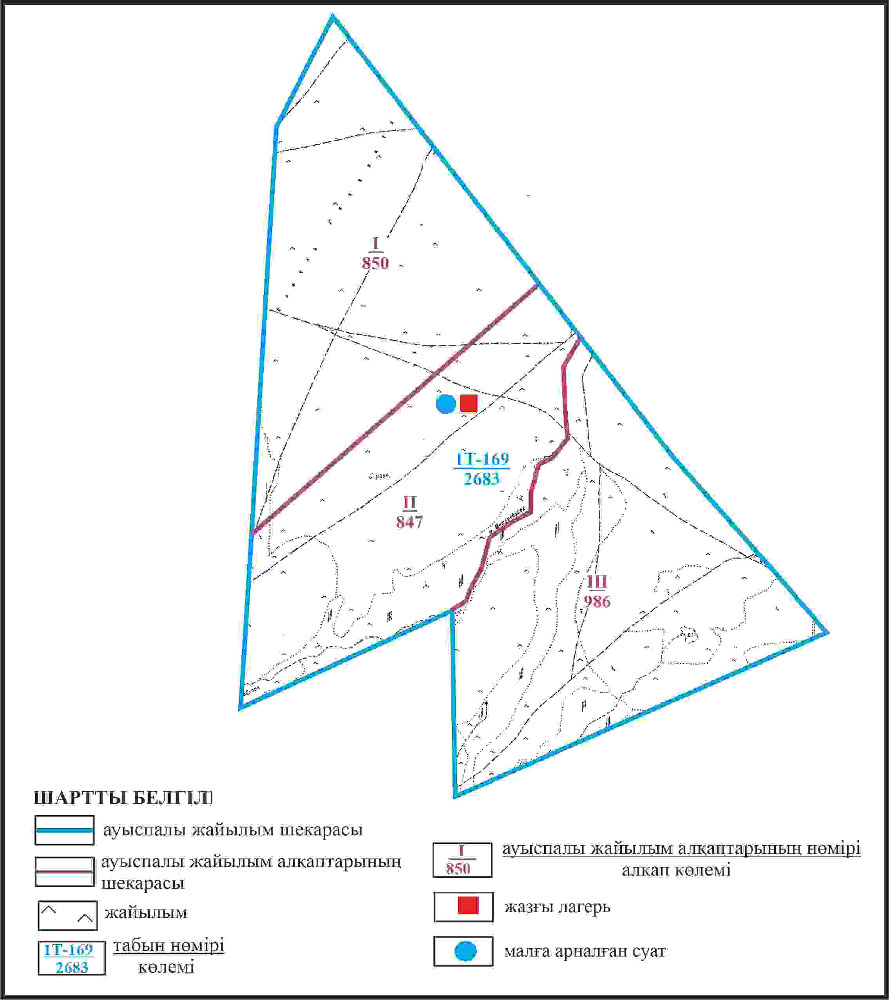 I
850
1Т-169
2683
II
847
III
986
ШАРТТЫ БЕЛГІЛ
ауыспалы жайылым шекарасы
ауыспалы жайылым алқаптарының
шекарасы
жайылым
1Т-169
2683
табын нөмірі
көлемі
I
850
ауыспалы жайылым алқаптарының нөмірі
алқап көлемі
жазғы лагерь
малға арналған суат